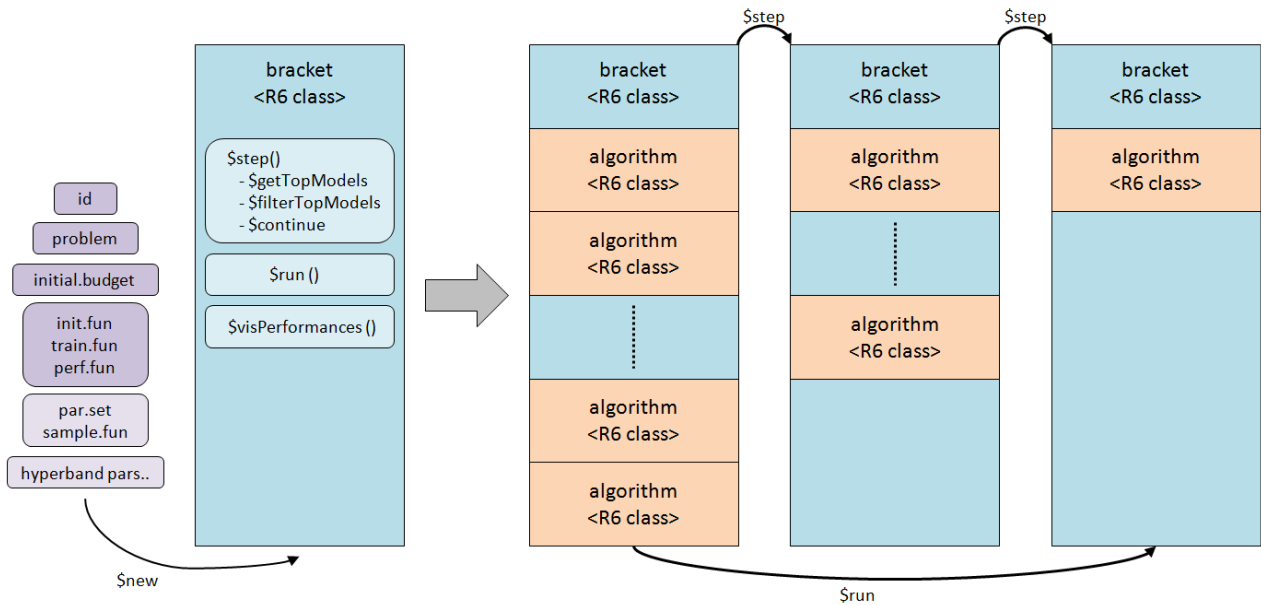 id
problem
initial.budget
init.fun
train.fun
perf.fun
par.set
sample.fun
hyperband pars..
$new
bracket
<R6 class>
$step()
- $getTopModels
- $filterTopModels
- $continue
$run ()
$visPerformances ()
$step
$step
bracket
<R6 class>
algorithm
<R6 class>
algorithm
<R6 class>
algorithm
<R6 class>
algorithm
<R6 class>
bracket
<R6 class>
algorithm
<R6 class>
algorithm
<R6 class>
bracket
<R6 class>
algorithm
<R6 class>
$run